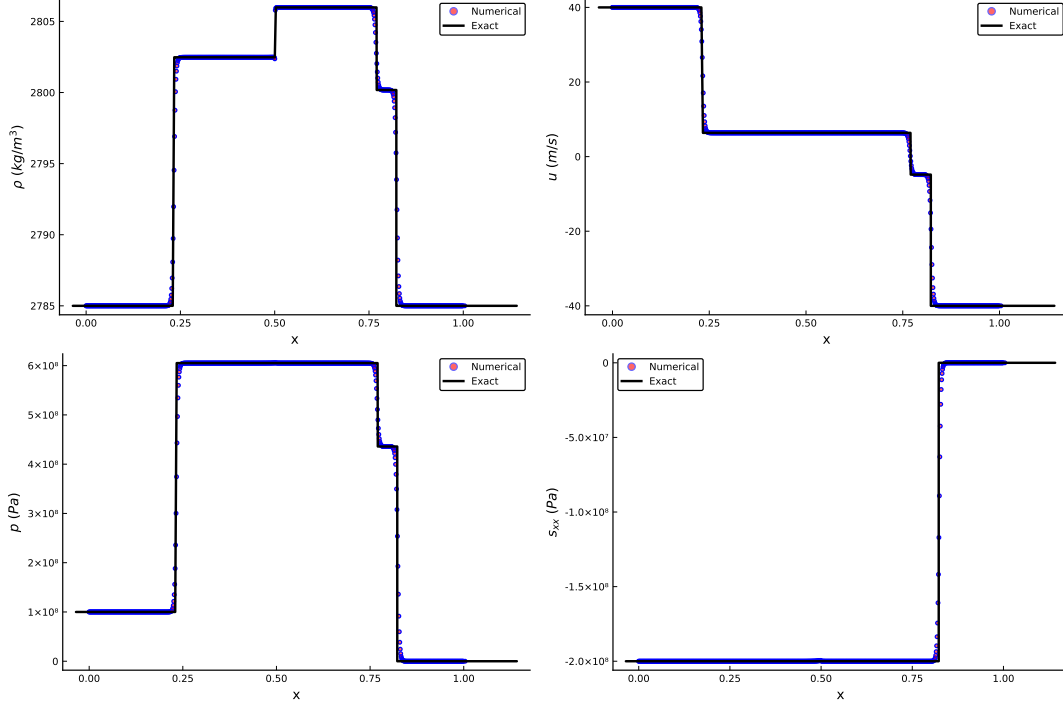 2805
2800
2795
2790
2785
ρ (kg/m³)
0.00 0.25 0.50 0.75 1.00
x
Numerical
Exact
40
20
0
-20
-40
u (m/s)
0.00 0.25 0.50 0.75 1.00
x
Numerical
Exact
6×10⁸
5×10⁸
4×10⁸
3×10⁸
2×10⁸
1×10⁸
0
p (Pa)
0.00 0.25 0.50 0.75 1.00
x
Numerical
Exact
0
-5.0×10⁷
-1.0×10⁸
-1.5×10⁸
-2.0×10⁸
sₓₓ (Pa)
0.00 0.25 0.50 0.75 1.00
x
Numerical
Exact